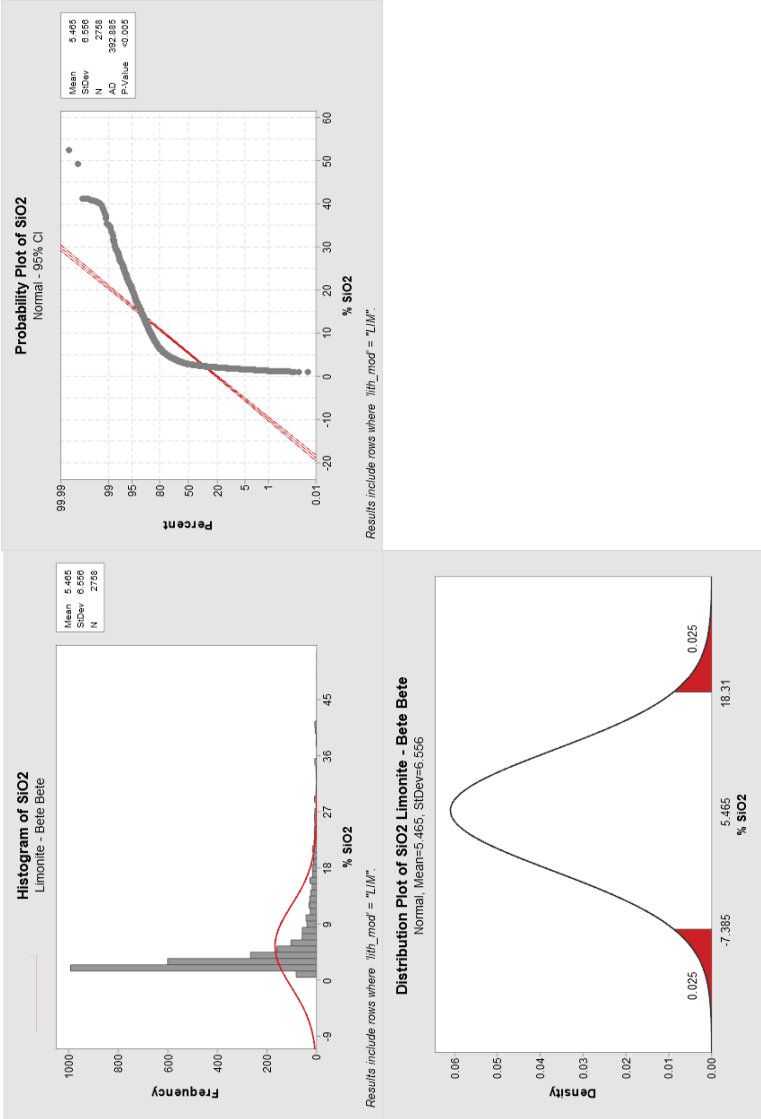 Histogram of SiO2
Limonite - Bete Bete
Mean 5.465
StDev 6.556
N 2758
1000
800
600
400
200
0
Frequency
-9 0 9 18 27 36 45
% SiO2
Results include rows where 'lith_mod' = "LIM".
Probability Plot of SiO2
Normal - 95% CI
Mean 5.465
StDev 6.556
N 2758
AD 392.885
P-Value <0.005
99.99
99
95
80
50
20
5
1
0.01
Percent
-20 -10 0 10 20 30 40 50 60
% SiO2
Results include rows where 'lith_mod' = "LIM".
Distribution Plot of SiO2 Limonite - Bete Bete
Normal, Mean=5.465, StDev=6.556
0.06
0.05
0.04
0.03
0.02
0.01
0.00
Density
0.025 0.025
-7.385 5.465 18.31
% SiO2